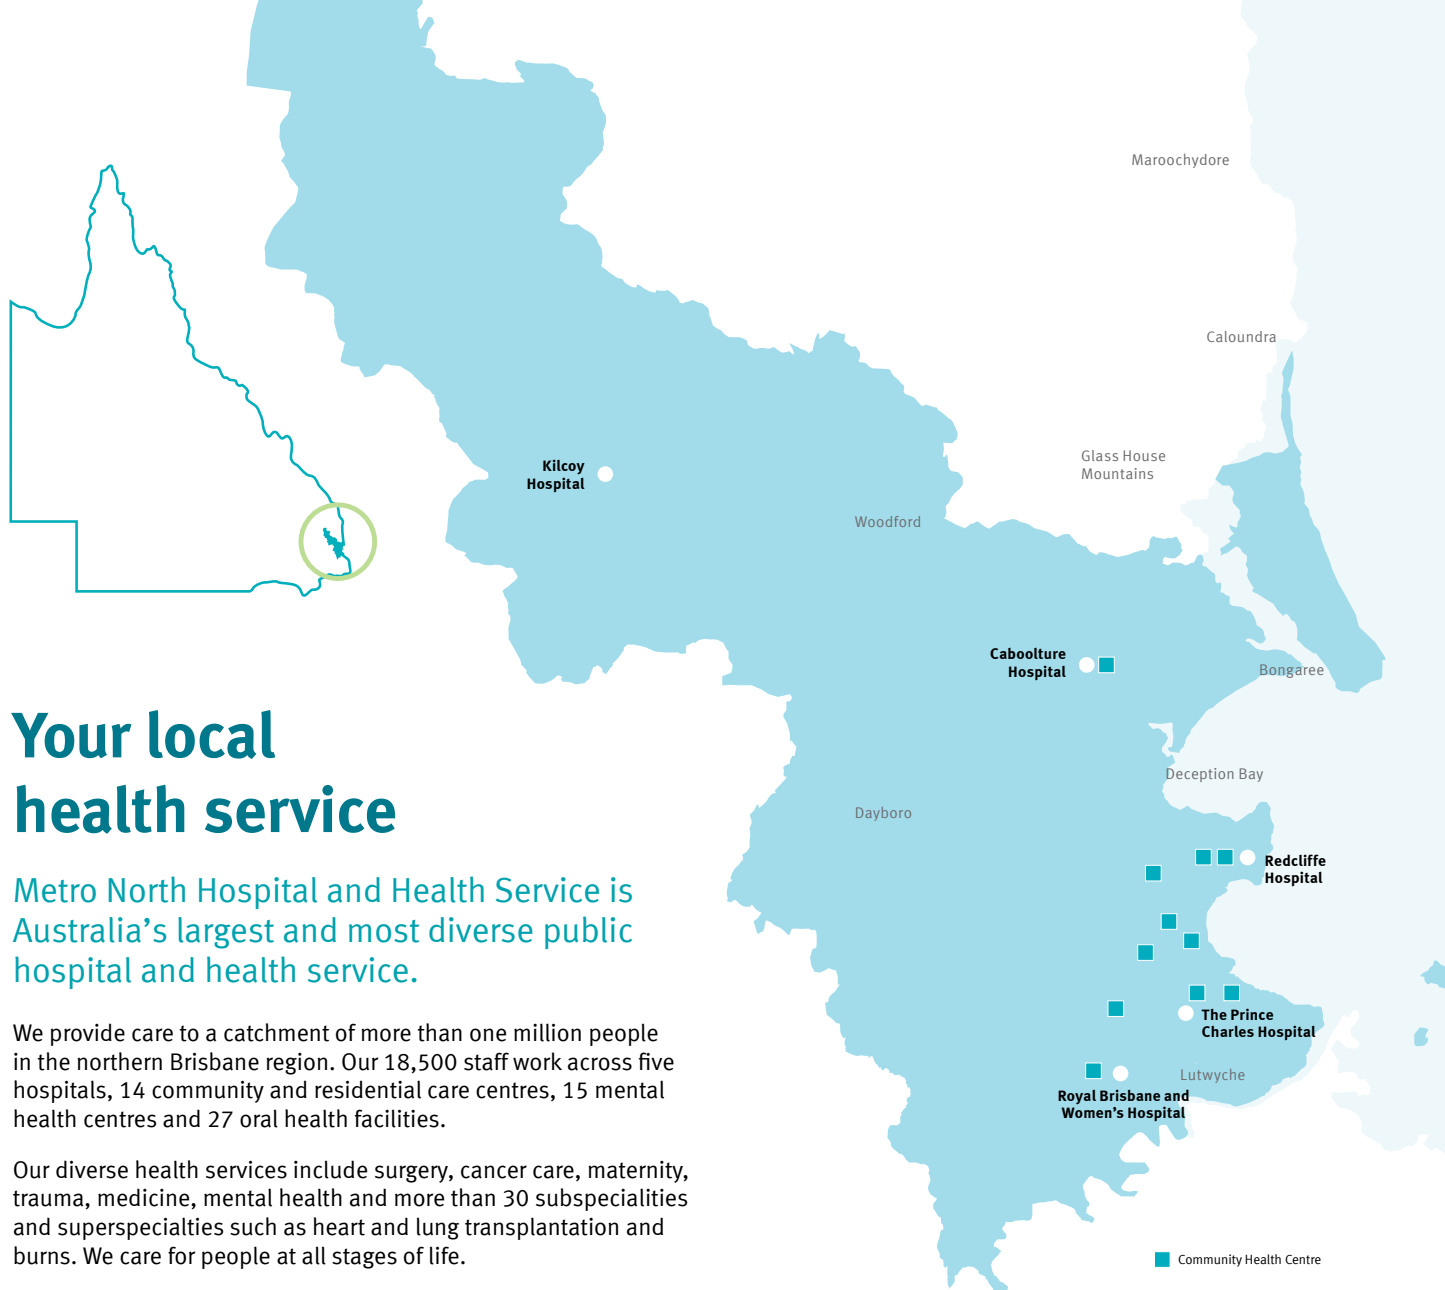 Maroochydore
Caloundra
Glass House
Mountains
Kilcoy
Hospital
Woodford
Caboolture
Hospital
Bongaree
Deception Bay
Dayboro
Redcliffe
Hospital
The Prince
Charles Hospital
Lutwyche
Royal Brisbane and
Women's Hospital
Community Health Centre
Your local
health service
Metro North Hospital and Health Service is
Australia's largest and most diverse public
hospital and health service.
We provide care to a catchment of more than one million people
in the northern Brisbane region. Our 18,500 staff work across five
hospitals, 14 community and residential care centres, 15 mental
health centres and 27 oral health facilities.
Our diverse health services include surgery, cancer care, maternity,
trauma, medicine, mental health and more than 30 subspecialities
and superspecialties such as heart and lung transplantation and
burns. We care for people at all stages of life.